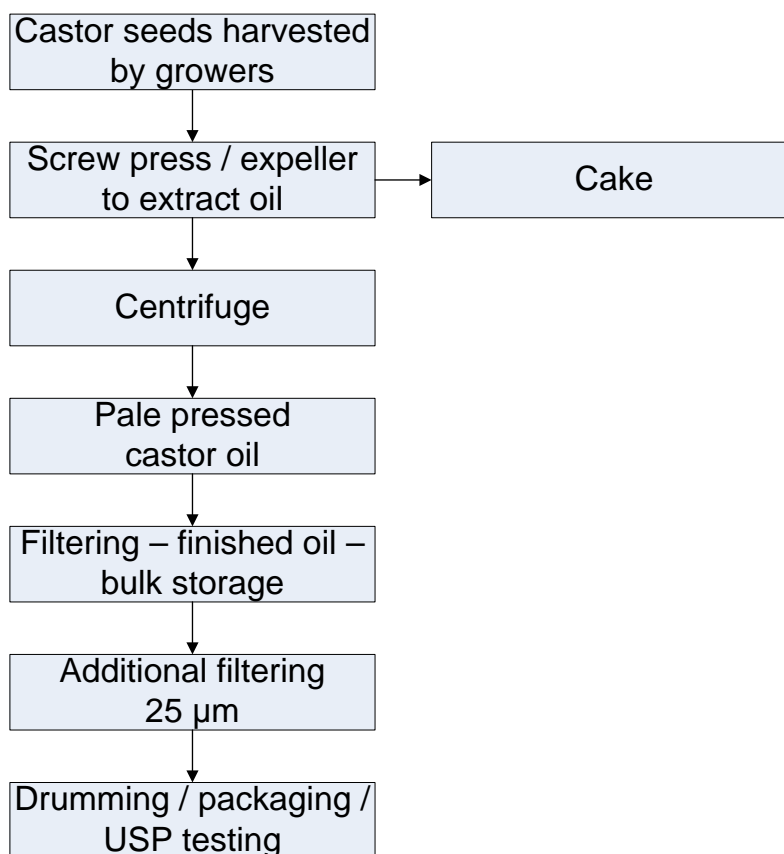 Castor seeds harvested
by growers
Screw press / expeller
to extract oil
Cake
Centrifuge
Pale pressed
castor oil
Filtering – finished oil –
bulk storage
Additional filtering
25 µm
Drumming / packaging /
USP testing